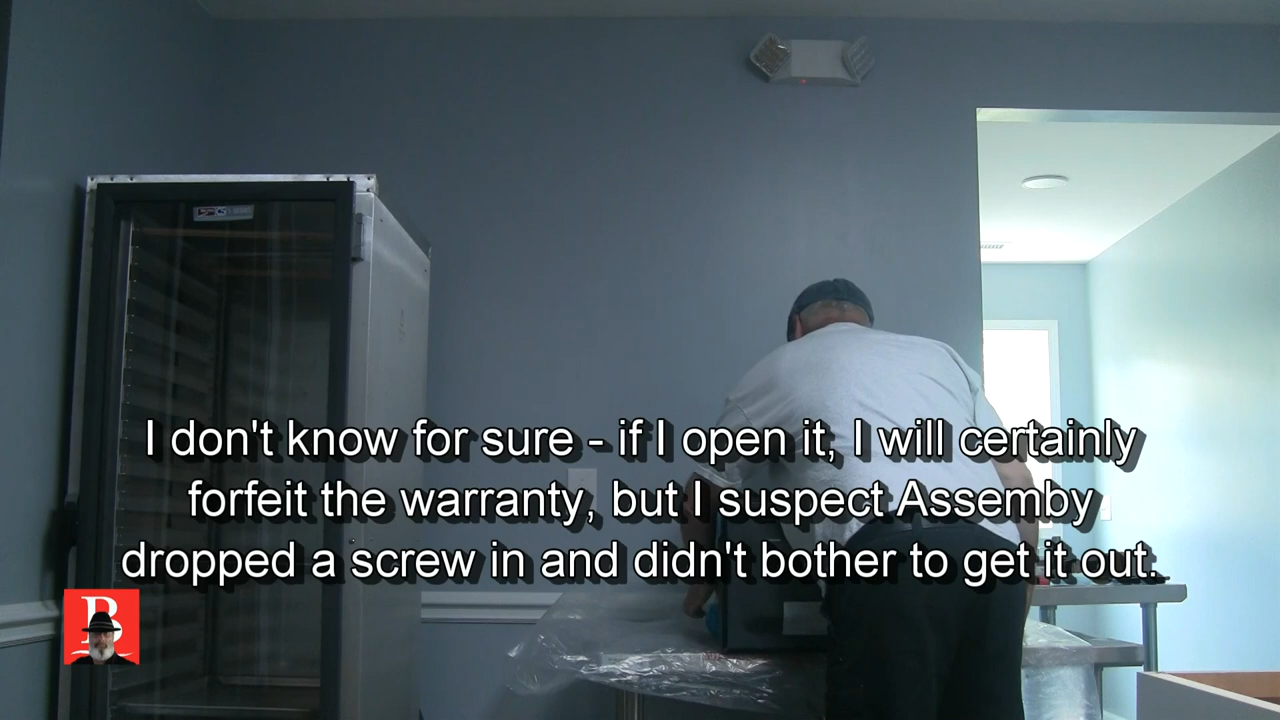 I don't know for sure - if I open it, I will certainly
forfeit the warranty, but I suspect Assemby
dropped a screw in and didn't bother to get it out.
B